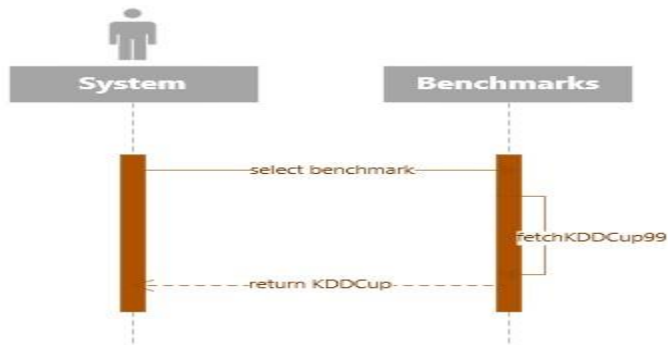 System
Benchmarks
select benchmark
fetchKDDCup99
return KDDCup